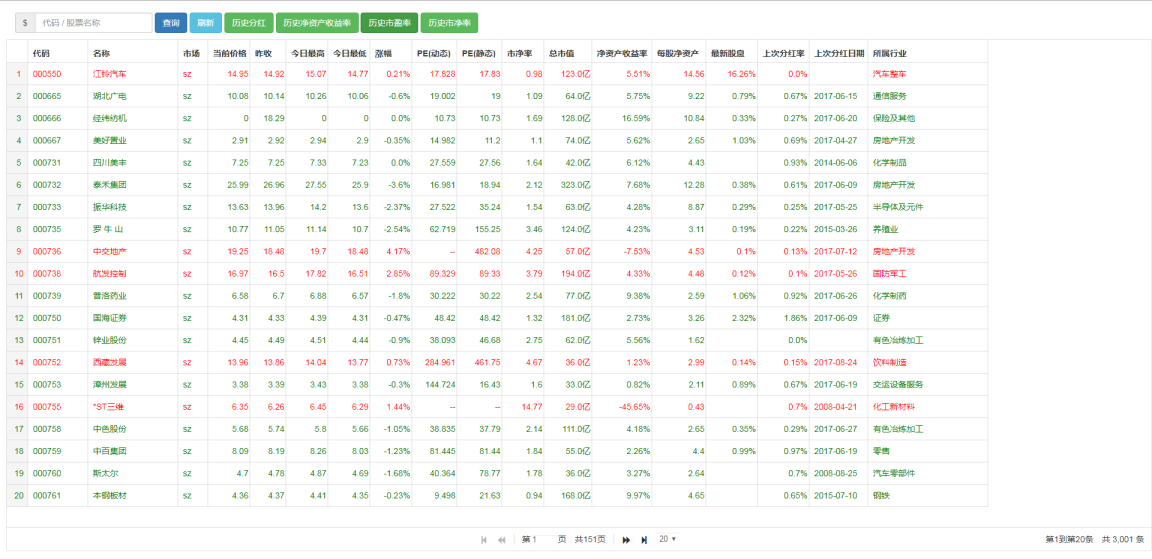 $ 代码 / 股票名称 查询 刷新 历史分红 历史净资产收益率 历史市盈率 历史市净率
代码 名称 市场 当前价格 昨收 今日最高 今日最低 涨幅 PE(动态) PE(静态) 市净率 总市值 净资产收益率 每股净资产 最新股息 上次分红率 上次分红日期 所属行业
1 000550 江铃汽车 sz 14.95 14.92 15.07 14.77 0.21% 17.828 17.83 0.98 123.0亿 5.51% 14.56 16.26% 0.0% 汽车整车
2 000665 湖北广电 sz 10.08 10.14 10.26 10.06 -0.6% 19.002 19 1.09 64.0亿 5.75% 9.22 0.79% 0.67% 2017-06-15 通信服务
3 000666 经纬纺机 sz 0 18.29 0 0 0.0% 10.73 10.73 1.69 128.0亿 16.59% 10.84 0.33% 0.27% 2017-06-20 保险及其他
4 000667 美好置业 sz 2.91 2.92 2.94 2.9 -0.35% 14.982 11.2 1.1 74.0亿 5.62% 2.65 1.03% 0.69% 2017-04-27 房地产开发
5 000731 四川美丰 sz 7.25 7.25 7.33 7.23 0.0% 27.559 27.56 1.64 42.0亿 6.12% 4.43 0.93% 2014-06-06 化学制品
6 000732 泰禾集团 sz 25.99 26.96 27.55 25.9 -3.6% 16.981 18.94 2.12 323.0亿 7.68% 12.28 0.38% 0.61% 2017-06-09 房地产开发
7 000733 振华科技 sz 13.63 13.96 14.2 13.6 -2.37% 27.522 35.24 1.54 63.0亿 4.28% 8.87 0.29% 0.25% 2017-05-25 半导体及元件
8 000735 罗 牛 山 sz 10.77 11.05 11.14 10.7 -2.54% 62.719 155.25 3.46 124.0亿 4.23% 3.11 0.19% 0.22% 2015-03-26 养殖业
9 000736 中交地产 sz 19.25 18.48 19.7 18.48 4.17% -- 482.08 4.25 57.0亿 -7.53% 4.53 0.1% 0.13% 2017-07-12 房地产开发
10 000738 航发控制 sz 16.97 16.5 17.82 16.51 2.85% 89.329 89.33 3.79 194.0亿 4.33% 4.48 0.12% 0.1% 2017-05-26 国防军工
11 000739 普洛药业 sz 6.58 6.7 6.88 6.57 -1.8% 30.222 30.22 2.54 77.0亿 9.38% 2.59 1.06% 0.92% 2017-06-26 化学制药
12 000750 国海证券 sz 4.31 4.33 4.39 4.31 -0.47% 48.42 48.42 1.32 181.0亿 2.73% 3.26 2.32% 1.86% 2017-06-09 证券
13 000751 锌业股份 sz 4.45 4.49 4.51 4.44 -0.9% 38.093 46.68 2.75 62.0亿 5.56% 1.62 0.0% 有色冶炼加工
14 000752 西藏发展 sz 13.96 13.86 14.04 13.77 0.73% 284.961 461.75 4.67 36.0亿 1.23% 2.99 0.14% 0.15% 2017-08-24 饮料制造
15 000753 漳州发展 sz 3.38 3.39 3.43 3.38 -0.3% 144.724 16.43 1.6 33.0亿 0.82% 2.11 0.89% 0.67% 2017-06-19 交运设备服务
16 000755 *ST三维 sz 6.35 6.26 6.45 6.29 1.44% -- -- 14.77 29.0亿 -45.65% 0.43 0.7% 2008-04-21 化工新材料
17 000758 中色股份 sz 5.68 5.74 5.8 5.66 -1.05% 38.835 37.79 2.14 111.0亿 4.18% 2.65 0.35% 0.29% 2017-06-27 有色冶炼加工
18 000759 中百集团 sz 8.09 8.19 8.26 8.03 -1.23% 81.445 81.44 1.84 55.0亿 2.26% 4.4 0.99% 0.97% 2017-06-19 零售
19 000760 斯太尔 sz 4.7 4.78 4.87 4.69 -1.68% 40.364 78.77 1.78 36.0亿 3.27% 2.64 0.7% 2008-08-25 汽车零部件
20 000761 本钢板材 sz 4.36 4.37 4.41 4.35 -0.23% 9.498 21.63 0.94 168.0亿 9.97% 4.65 0.65% 2015-07-10 钢铁
第 1 页 共151页 20 第1到第20条 共 3,001 条